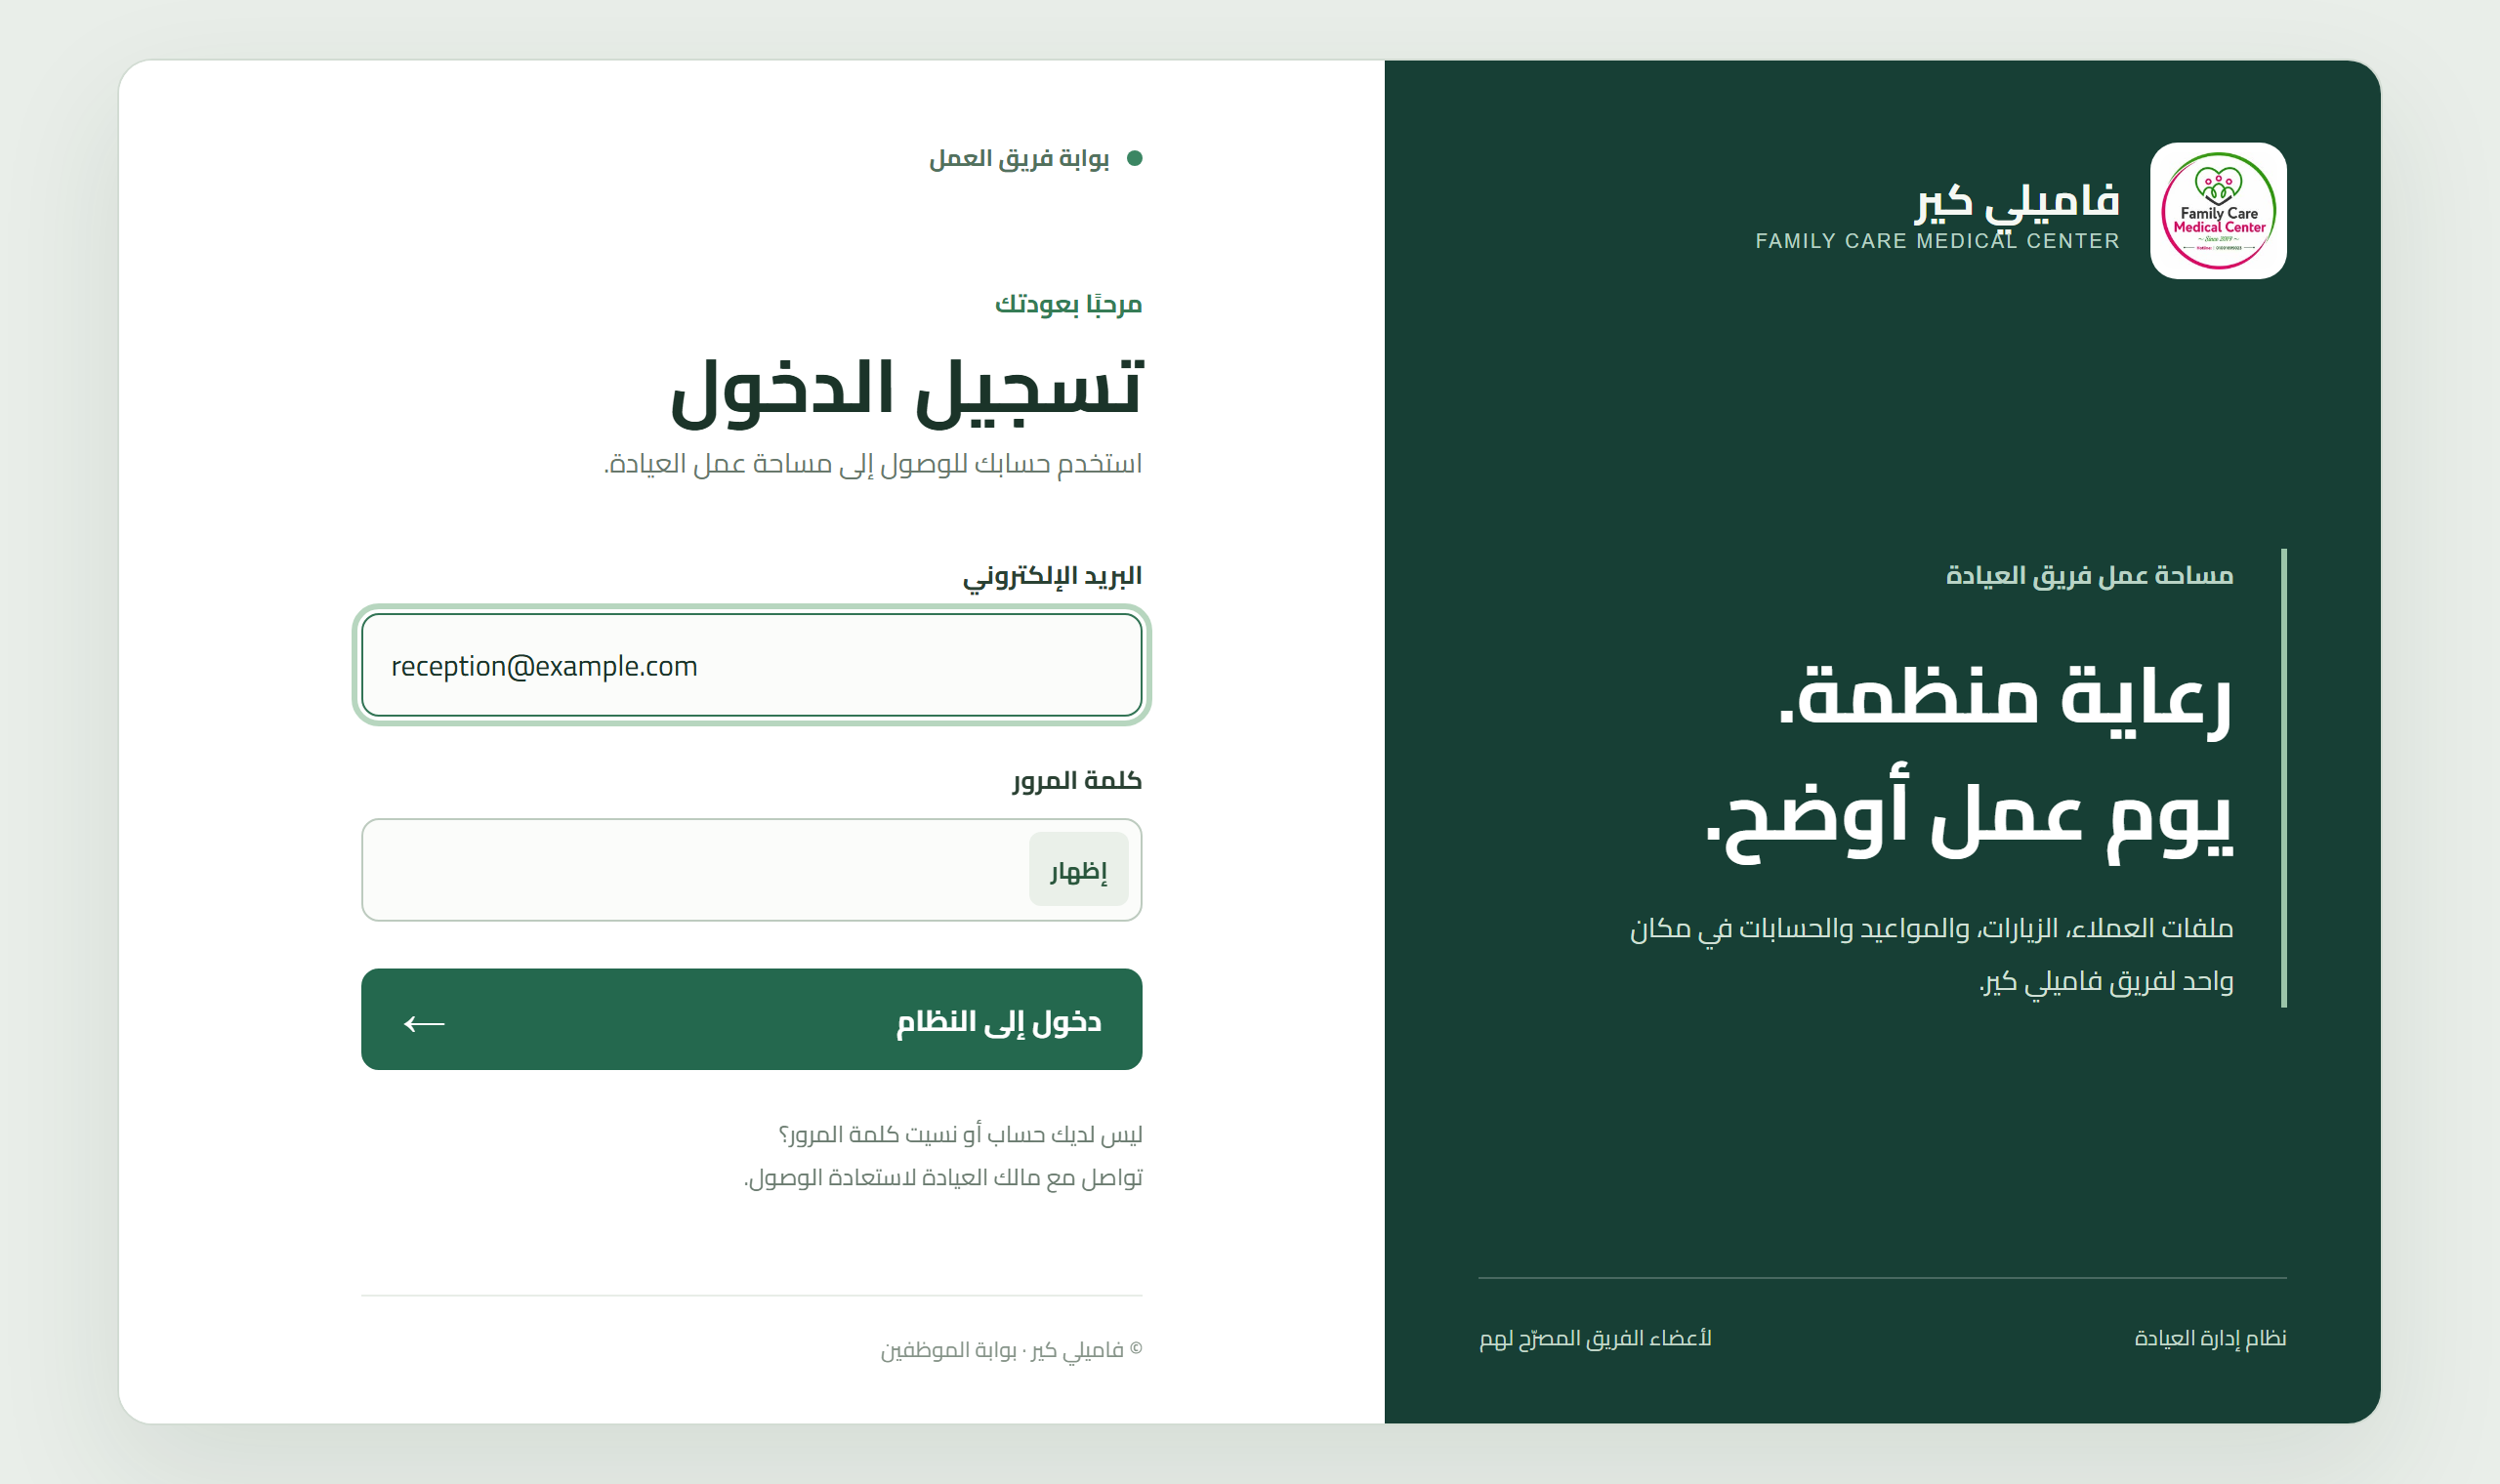 فاميلي كير
FAMILY CARE MEDICAL CENTER
Family Care
Medical Center
~ Since 2009 ~
مساحة عمل فريق العيادة
رعاية منظمة.
يوم عمل أوضح.
ملفات العملاء، الزيارات، والمواعيد والحسابات في مكان
واحد لفريق فاميلي كير.
نظام إدارة العيادة
لأعضاء الفريق المصرّح لهم
بوابة فريق العمل
مرحبًا بعودتك
تسجيل الدخول
استخدم حسابك للوصول إلى مساحة عمل العيادة.
البريد الإلكتروني
reception@example.com
كلمة المرور
إظهار
دخول إلى النظام ←
ليس لديك حساب أو نسيت كلمة المرور؟
تواصل مع مالك العيادة لاستعادة الوصول.
© فاميلي كير · بوابة الموظفين